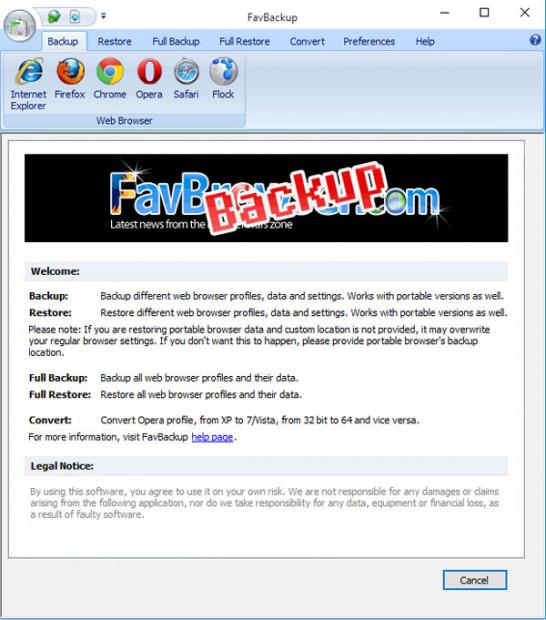 FavBackup
Backup Restore Full Backup Full Restore Convert Preferences Help
Internet Explorer Firefox Chrome Opera Safari Flock
Web Browser
FavBr Backup .com
Latest news from the zone
Welcome:
Backup: Backup different web browser profiles, data and settings. Works with portable versions as well.
Restore: Restore different web browser profiles, data and settings. Works with portable versions as well.
Please note: If you are restoring portable browser data and custom location is not provided, it may overwrite
your regular browser settings. If you don't want this to happen, please provide portable browser's backup
location.
Full Backup: Backup all web browser profiles and their data.
Full Restore: Restore all web browser profiles and their data.
Convert: Convert Opera profile, from XP to 7/Vista, from 32 bit to 64 and vice versa.
For more information, visit FavBackup help page.
Legal Notice:
By using this software, you agree to use it on your own risk. We are not responsible for any damages or claims
arising from the following application, nor do we take responsibility for any data, equipment or financial loss, as
a result of faulty software.
Cancel